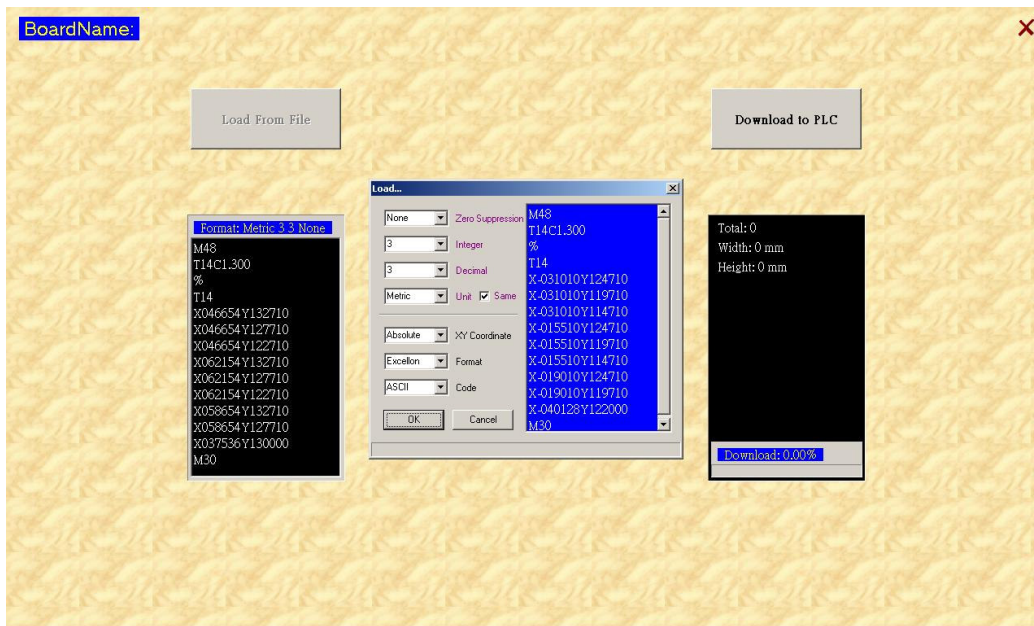 BoardName:
Load From File
Download to PLC
Format: Metric 3 3 None
M48
T14C1.300
%
T14
X046654Y132710
X046654Y127710
X046654Y122710
X062154Y132710
X062154Y127710
X062154Y122710
X058654Y132710
X058654Y127710
X037536Y130000
M30
Load...
None Zero Suppression
3 Integer
3 Decimal
Metric Unit Same
Absolute XY Coordinate
Excellon Format
ASCII Code
OK Cancel
M48
T14C1.300
%
T14
X-031010Y124710
X-031010Y119710
X-031010Y114710
X-015510Y124710
X-015510Y119710
X-015510Y114710
X-019010Y124710
X-019010Y119710
X-040128Y122000
M30
Total: 0
Width: 0 mm
Height: 0 mm
Download: 0.00%